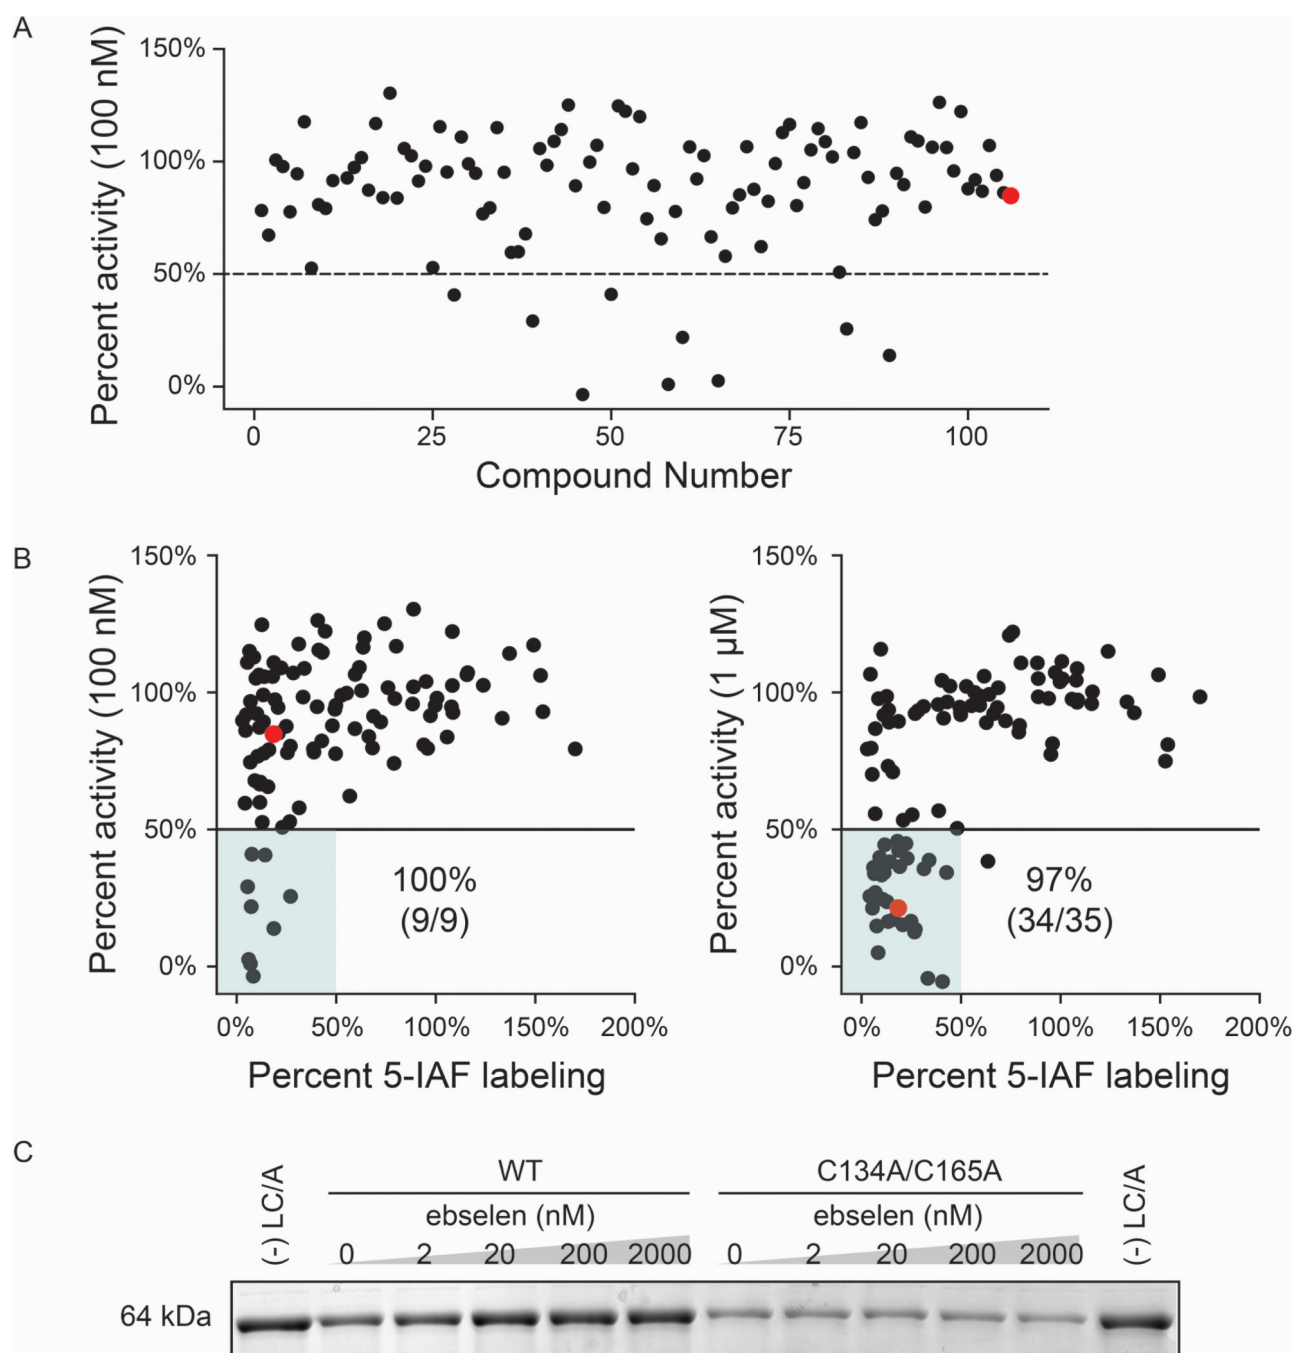 A
Percent activity (100 nM)
150%
100%
50%
0%
0 25 50 75 100
Compound Number
B
Percent activity (100 nM)
150%
100%
50%
0%
100%
(9/9)
0% 50% 100% 150% 200%
Percent 5-IAF labeling
Percent activity (1 µM)
150%
100%
50%
0%
97%
(34/35)
0% 50% 100% 150% 200%
Percent 5-IAF labeling
C
(-) LC/A
WT
ebselen (nM)
0 2 20 200 2000
C134A/C165A
ebselen (nM)
0 2 20 200 2000
(-) LC/A
64 kDa